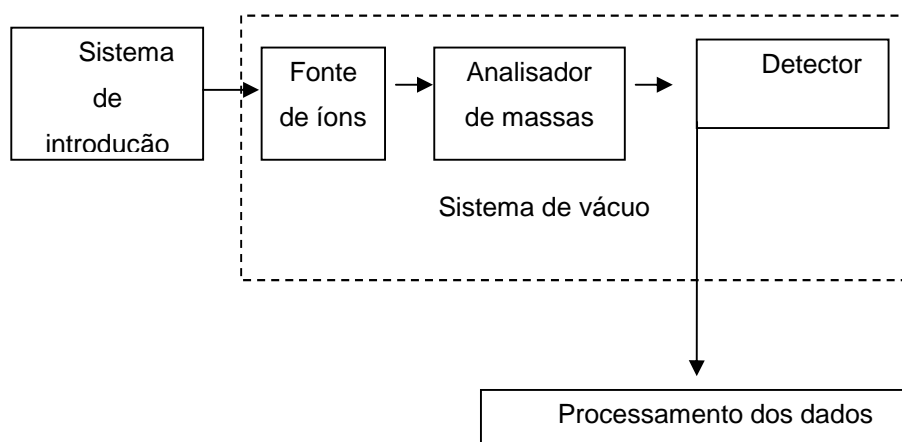 Sistema
de
introdução
Fonte
de íons
Analisador
de massas
Detector
Sistema de vácuo
Processamento dos dados